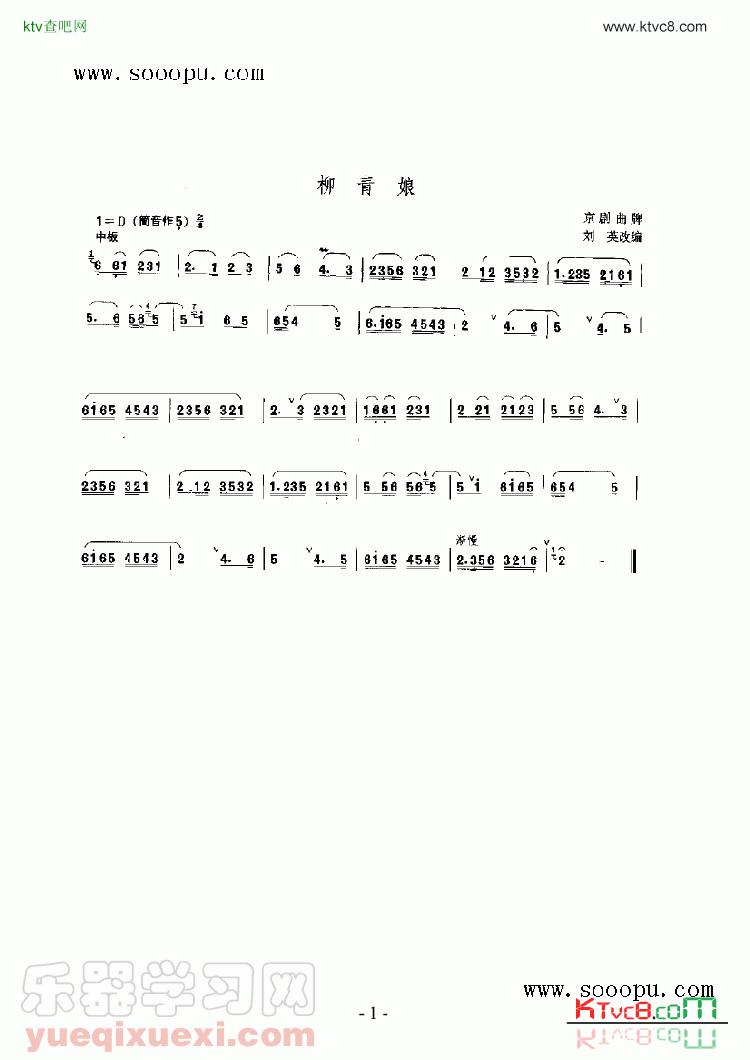 ktv查吧网
www.ktvc8.com
www.sooopu.com
柳青娘
1=D（筒音作5）2/4
京剧曲牌
中板
刘 英改编
6 61 231 | 2. 1 2 3 | 5 6 4. 3 | 2356 321 2 12 3532 | 1.235 2161 |
5. 6 56 5 | 5 1 6 5 | 654 5 | 6.165 4543 | 2 ∨ 4. 6 | 5 ∨ 4. 5 |
6165 4543 | 2356 321 | 2. ∨ 3 2321 | 1661 231 | 2 21 2123 | 5 56 4. ∨ 3 |
2356 321 | 2 .12 3532 | 1.235 2161 | 5 56 56 5 | 5 1 ∨ 6165 | 654 5 |
渐慢
6165 4543 | 2 ∨ 4. 6 | 5 ∨ 4. 5 | 6165 4543 | 2.356 3216 | ∨ 2 - ‖
乐器学习网
yueqixuexi.com
- 1 -
www.sooopu.com
KTvc8.com